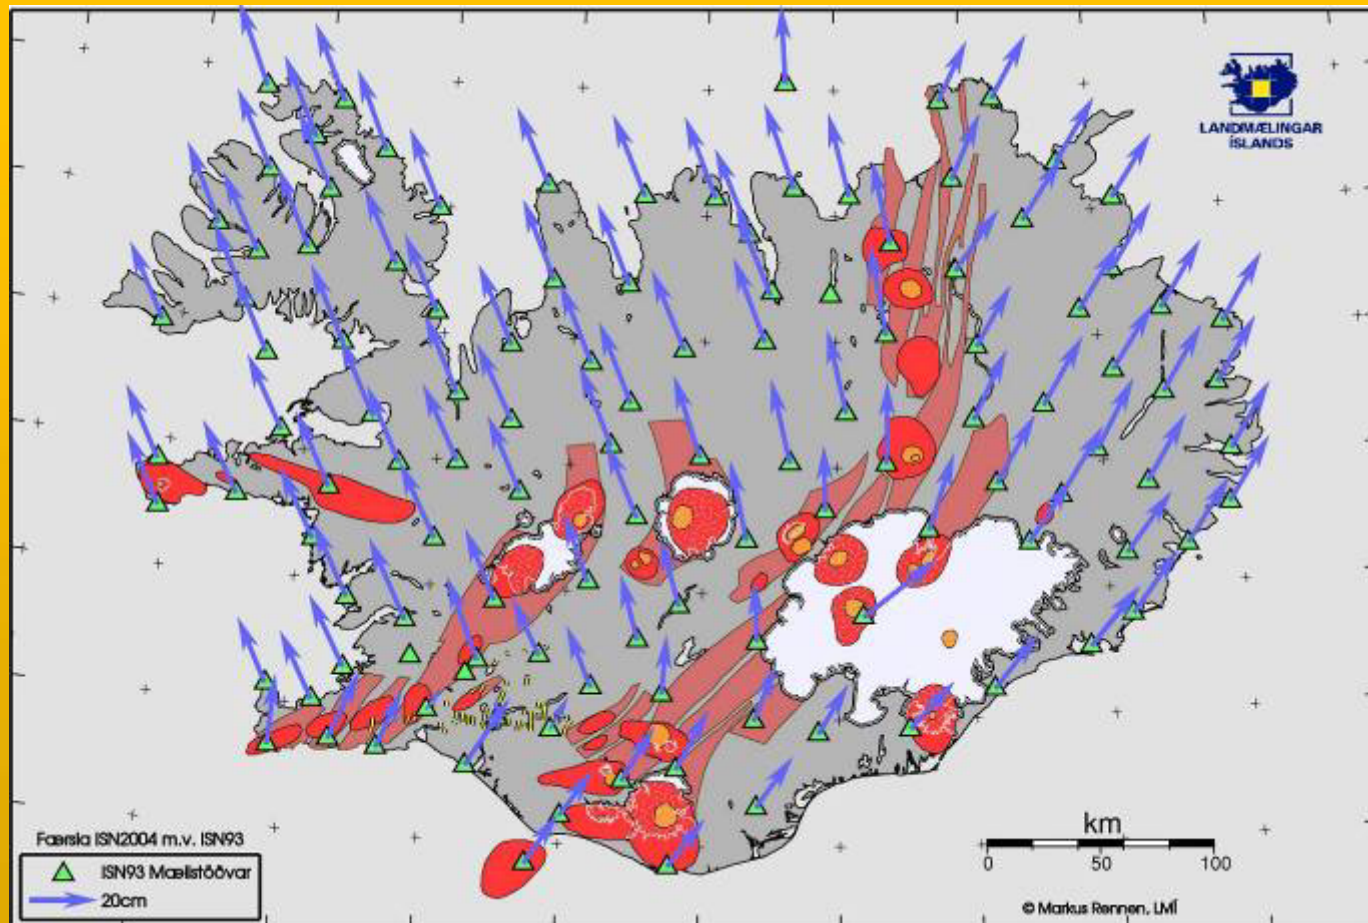 LANDMÆLINGAR
ÍSLANDS
Færsla ISN2004 m.v. ISN93
ISN93 Mælistöðvar
20cm
km
0 50 100
© Markus Rennen, LMÍ